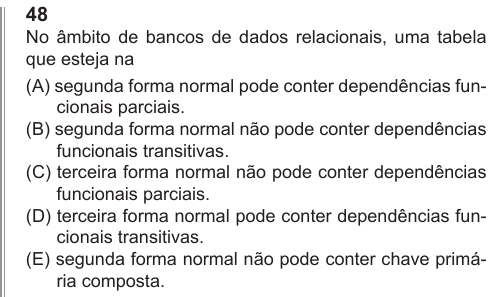 48
No âmbito de bancos de dados relacionais, uma tabela
que esteja na
(A) segunda forma normal pode conter dependências fun-
cionais parciais.
(B) segunda forma normal não pode conter dependências
funcionais transitivas.
(C) terceira forma normal não pode conter dependências
funcionais parciais.
(D) terceira forma normal pode conter dependências fun-
cionais transitivas.
(E) segunda forma normal não pode conter chave primá-
ria composta.